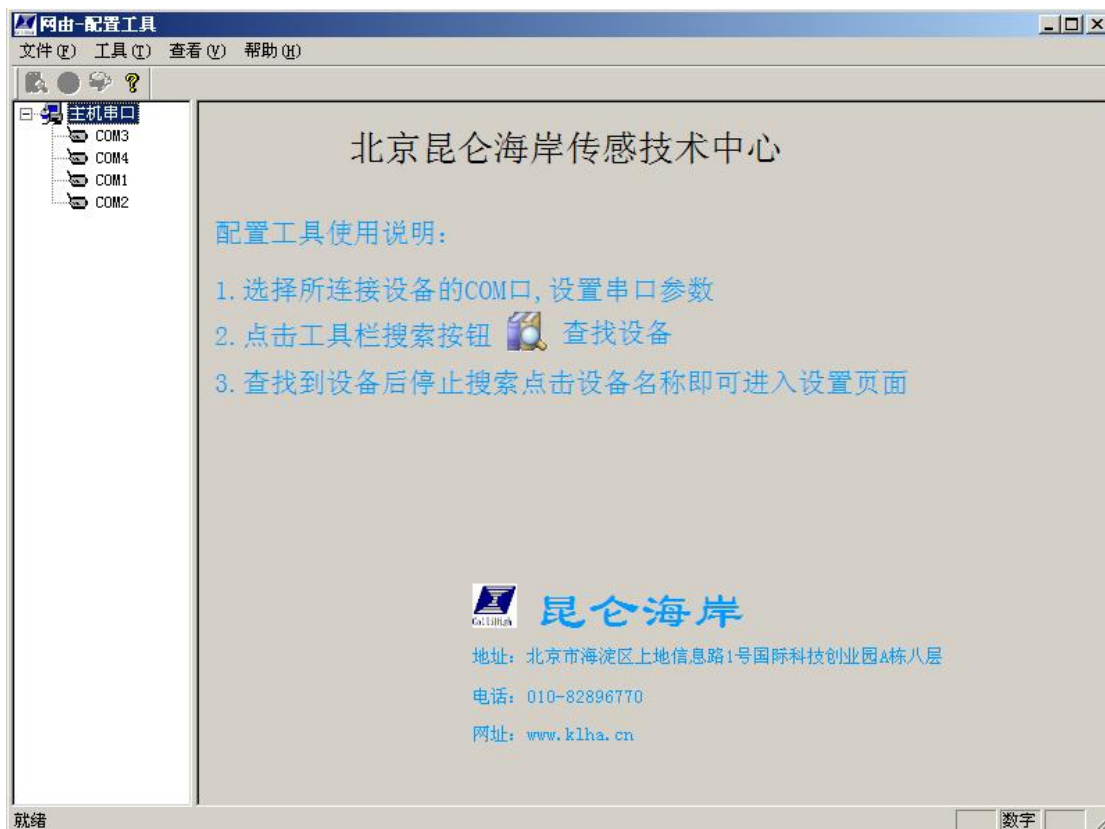 网由-配置工具
文件(F) 工具(T) 查看(V) 帮助(H)
主机串口
COM3
COM4
COM1
COM2
北京昆仑海岸传感技术中心
配置工具使用说明:
1.选择所连接设备的COM口,设置串口参数
2.点击工具栏搜索按钮 查找设备
3.查找到设备后停止搜索点击设备名称即可进入设置页面
ColliHigh 昆仑海岸
地址: 北京市海淀区上地信息路1号国际科技创业园A栋八层
电话: 010-82896770
网址: www.klha.cn
就绪 数字